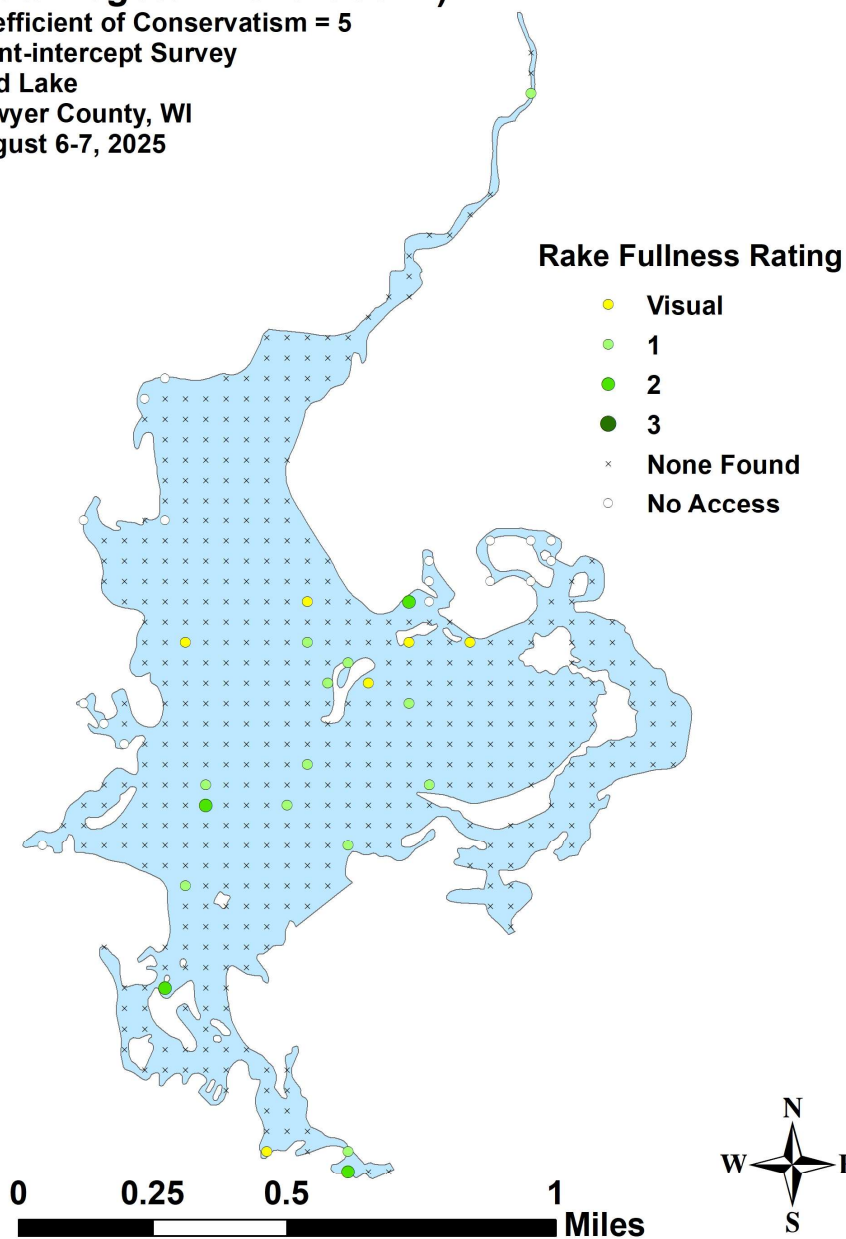 efficient of Conservatism = 5
nt-intercept Survey
d Lake
wyer County, WI
gust 6-7, 2025
Rake Fullness Rating
Visual
1
2
3
None Found
No Access
N
W
S
0 0.25 0.5 1
Miles